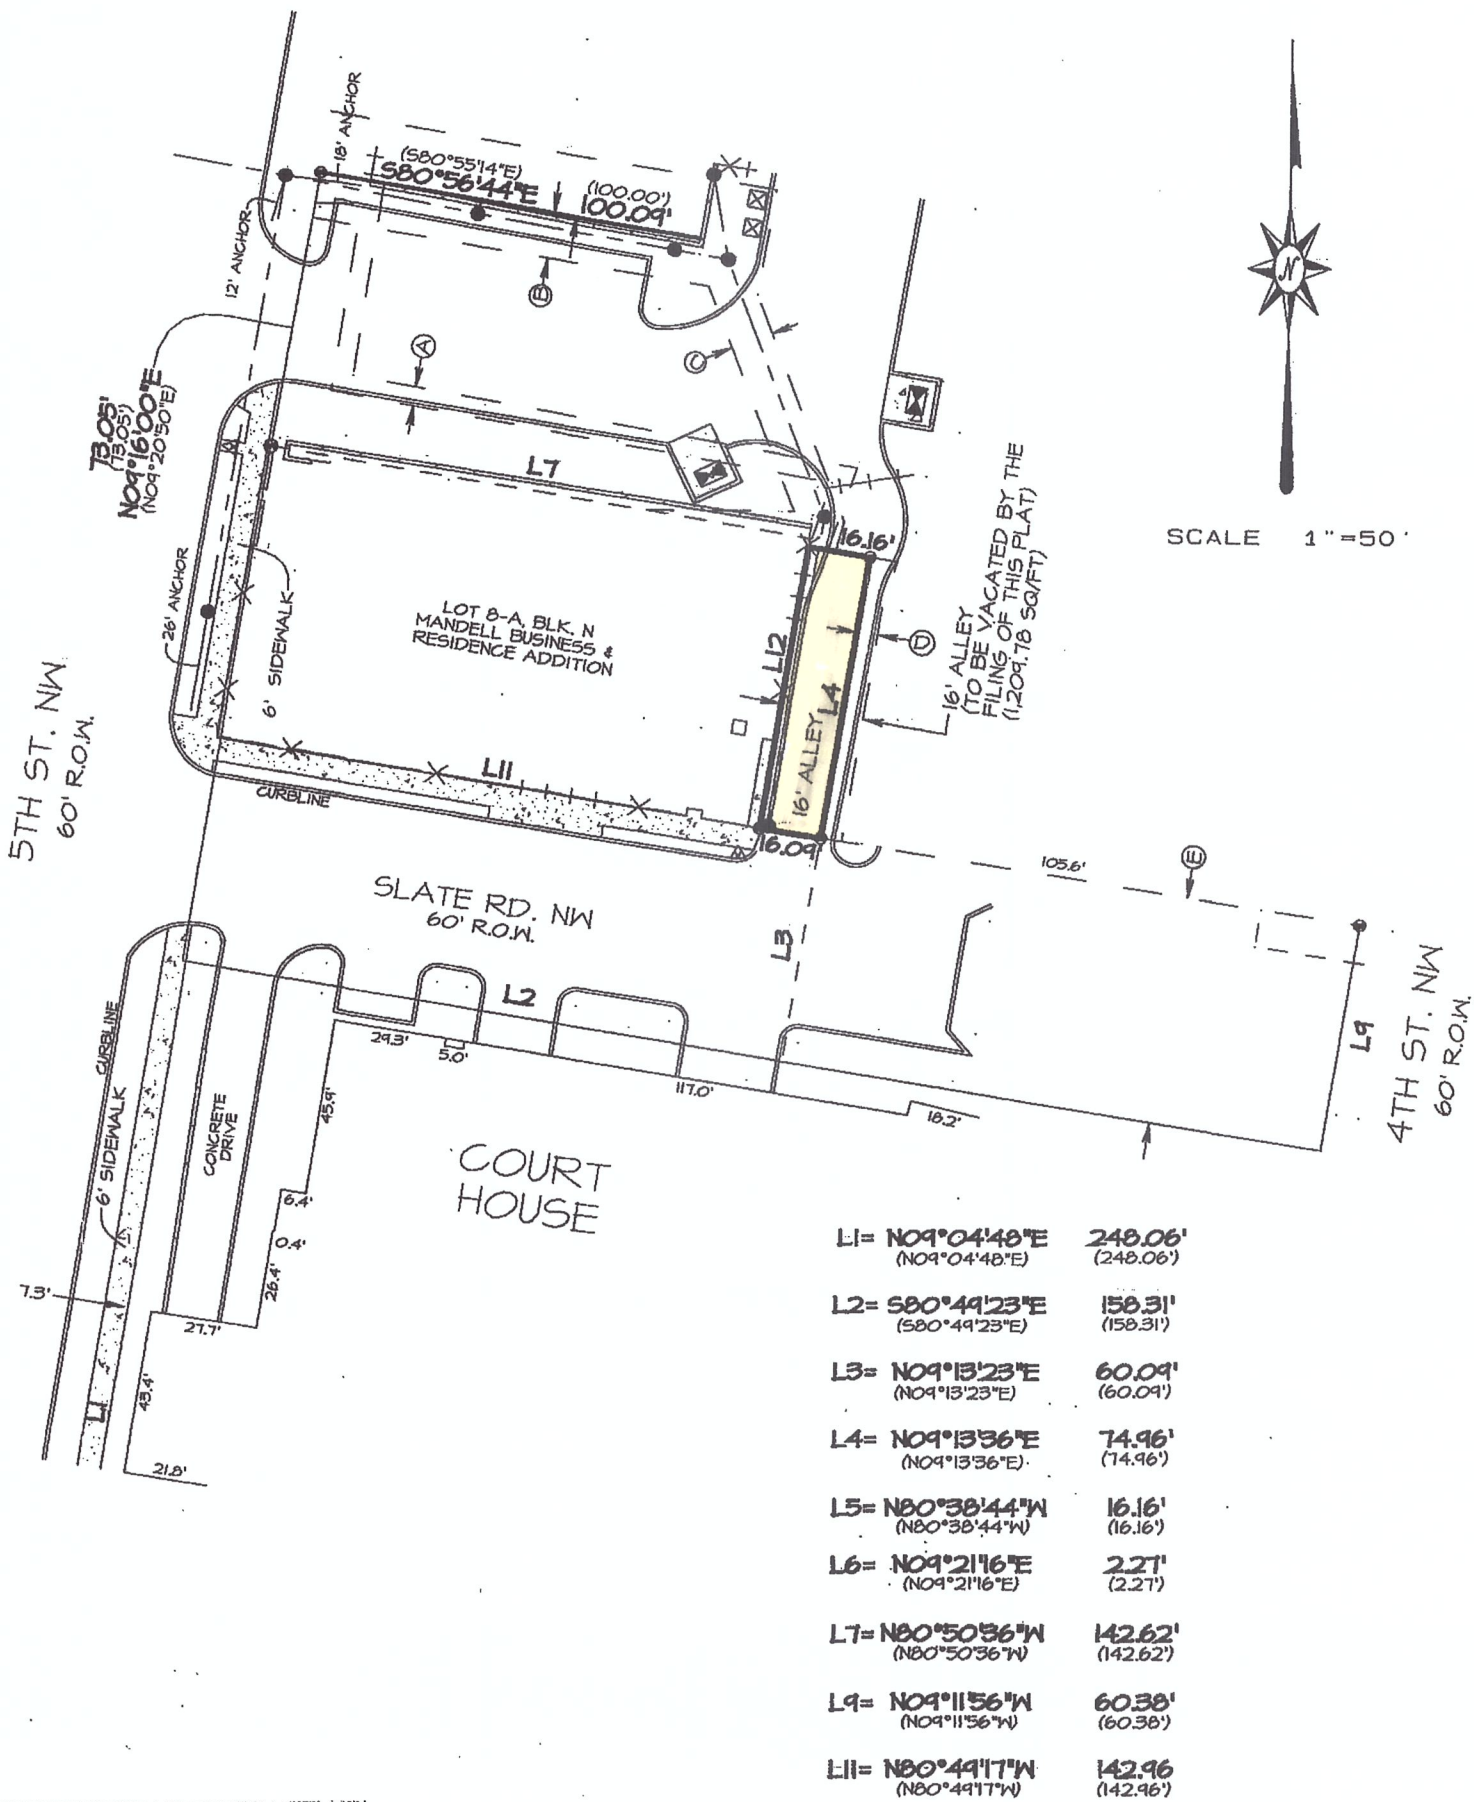 18' ANCHOR
(S80°55'14"E)
S80°56'44"E
(100.00')
100.09'
12' ANCHOR
B
A
C
N
73.05'
(73.05')
N09°16'00"E
(N09°20'50"E)
L7
SCALE 1"=50'
16.16'
26' ANCHOR
6' SIDEWALK
LOT 8-A, BLK. N
MANDELL BUSINESS &
RESIDENCE ADDITION
L12
L4
16' ALLEY
D
16' ALLEY
(TO BE VACATED BY THE
FILING OF THIS PLAT)
(1,209.78 SQ/FT)
5TH ST. NW
60' R.O.W.
L11
CURBLINE
16.09'
105.6'
E
SLATE RD. NW
60' R.O.W.
L3
L2
4TH ST. NW
60' R.O.W.
L9
CURBLINE
6' SIDEWALK
CONCRETE
DRIVE
29.3'
5.0'
117.0'
18.2'
45.9'
COURT
HOUSE
6.4'
0.4'
26.4'
7.3'
27.7'
43.4'
L1
21.8'
L1= N09°04'48"E 248.06'
(N09°04'48"E) (248.06')
L2= S80°49'23"E 158.31'
(S80°49'23"E) (158.31')
L3= N09°13'23"E 60.09'
(N09°13'23"E) (60.09')
L4= N09°13'36"E 74.96'
(N09°13'36"E) (74.96')
L5= N80°38'44"W 16.16'
(N80°38'44"W) (16.16')
L6= N09°21'16"E 2.27'
(N09°21'16"E) (2.27')
L7= N80°50'36"W 142.62'
(N80°50'36"W) (142.62')
L9= N09°11'56"W 60.38'
(N09°11'56"W) (60.38')
L11= N80°49'17"W 142.96
(N80°49'17"W) (142.96')